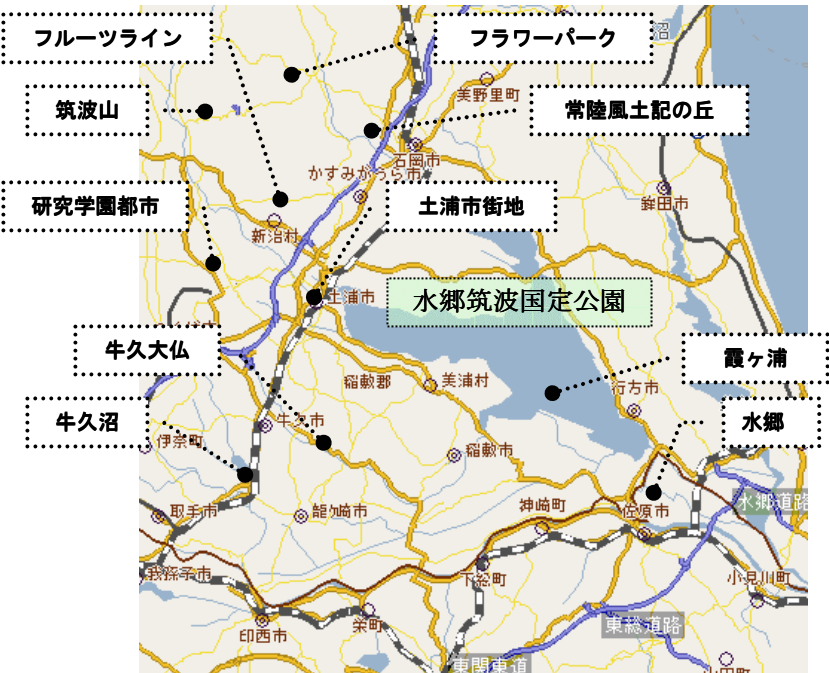 フルーツライン
フラワーパーク
沼
筑波山
美野里町
常陸風土記の丘
石岡市
かすみがうら市
研究学園都市
土浦市街地
鉾田市
新治村
土浦市
水郷筑波国定公園
牛久大仏
霞ヶ浦
稲敷郡
美浦村
行方市
牛久沼
牛久市
水郷
伊奈町
稲敷市
取手市
龍ヶ崎市
神崎町
佐原市
水郷道路
我孫子市
下総町
小見川町
印西市
栄町
東総道路
東関東道
山田町